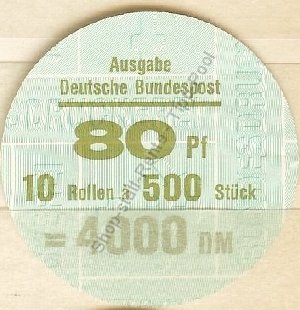 Ausgabe
Deutsche Bundespost
80 Pf
10 Rollen à 500 Stück
= 4000 DM